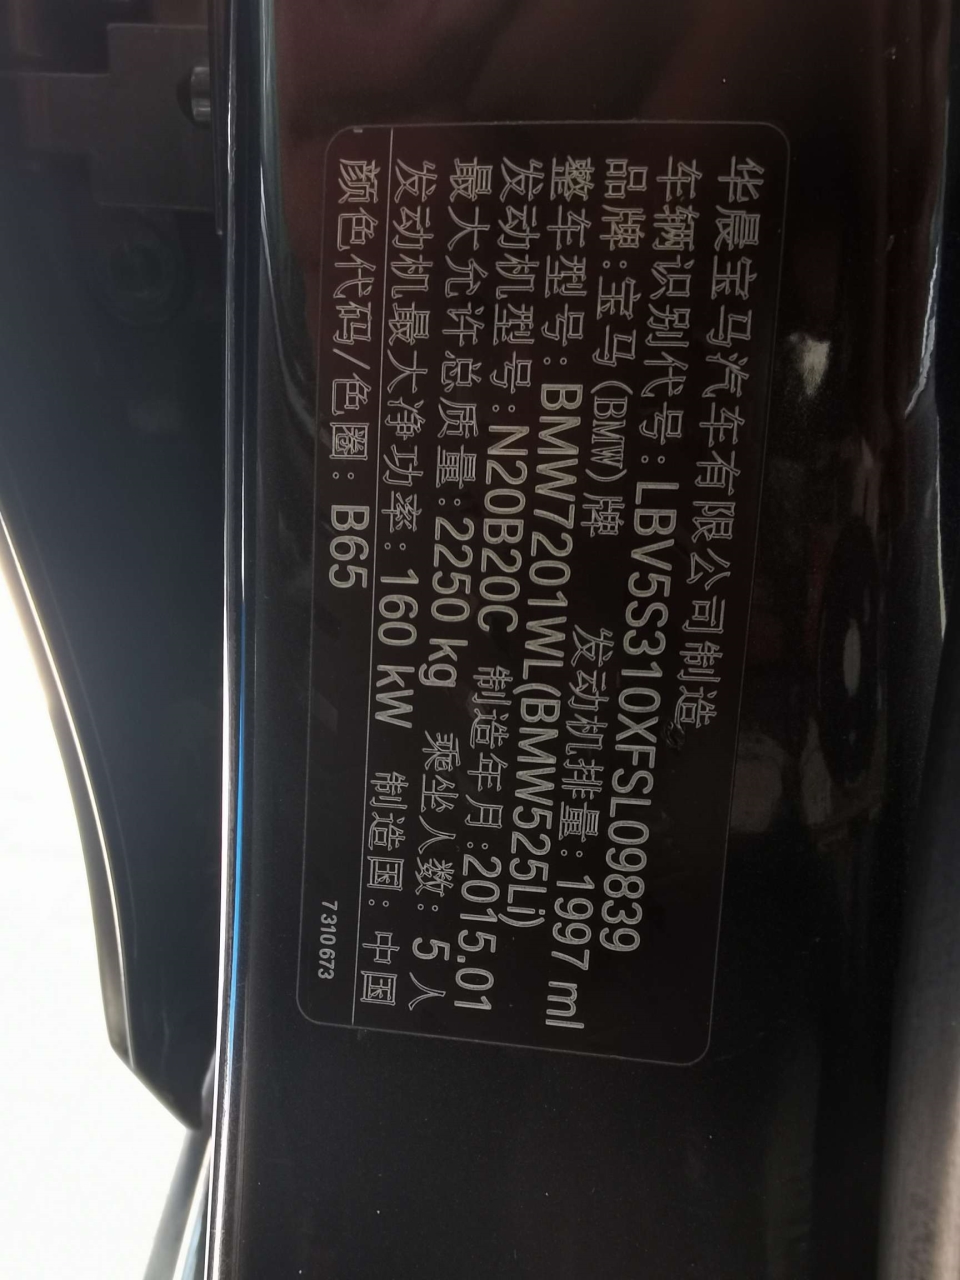 华晨宝马汽车有限公司制造
车辆识别代号:LBV5S310XFSL09839
品牌:宝马(BMW)牌 发动机排量:1997 ml
整车型号:BMW7201WL(BMW525Li)
发动机型号:N20B20C 制造年月:2015.01
最大允许总质量:2250 kg 乘坐人数:5人
发动机最大净功率:160 kW 制造国:中国
颜色代码/色圈:B65
7310673